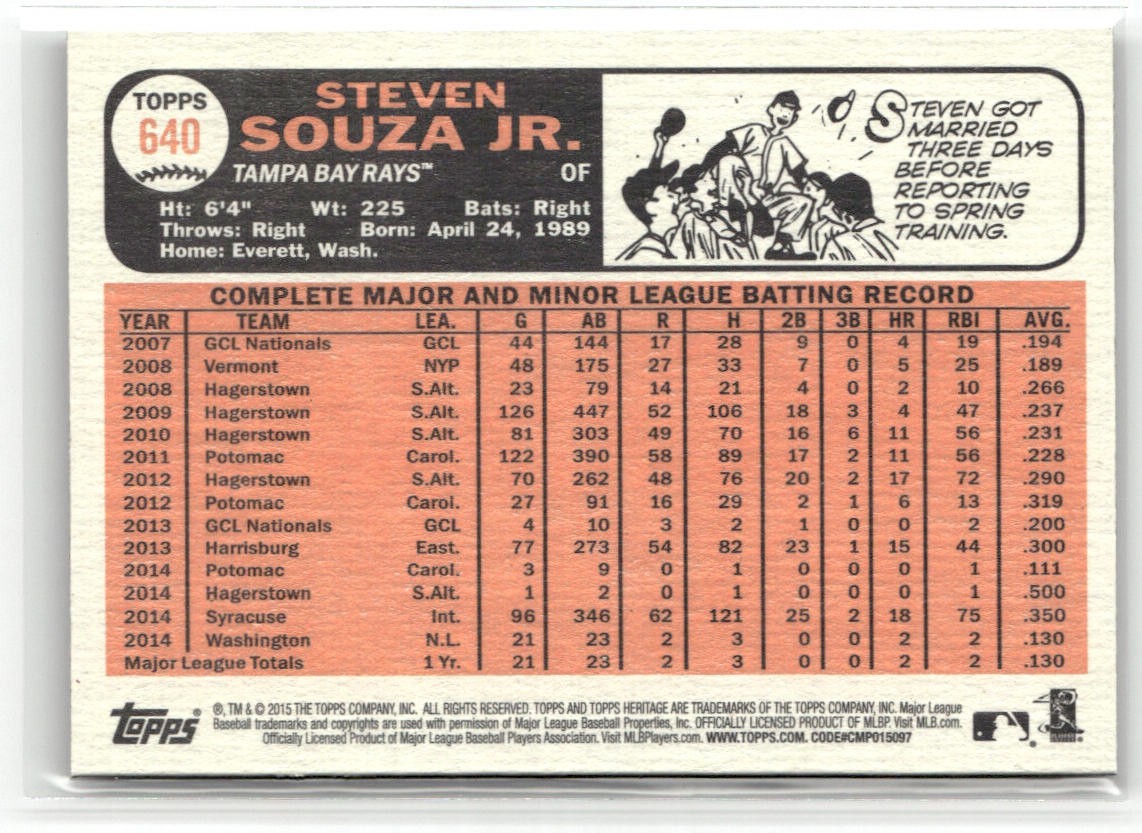 TOPPS
640
STEVEN
SOUZA JR.
TAMPA BAY RAYS™ OF
Ht: 6'4" Wt: 225 Bats: Right
Throws: Right Born: April 24, 1989
Home: Everett, Wash.
STEVEN GOT
MARRIED
THREE DAYS
BEFORE
REPORTING
TO SPRING
TRAINING.
COMPLETE MAJOR AND MINOR LEAGUE BATTING RECORD
YEAR TEAM LEA. G AB R H 2B 3B HR RBI AVG.
2007 GCL Nationals GCL 44 144 17 28 9 0 4 19 .194
2008 Vermont NYP 48 175 27 33 7 0 5 25 .189
2008 Hagerstown S.Alt. 23 79 14 21 4 0 2 10 .266
2009 Hagerstown S.Alt. 126 447 52 106 18 3 4 47 .237
2010 Hagerstown S.Alt. 81 303 49 70 16 6 11 56 .231
2011 Potomac Carol. 122 390 58 89 17 2 11 56 .228
2012 Hagerstown S.Alt. 70 262 48 76 20 2 17 72 .290
2012 Potomac Carol. 27 91 16 29 2 1 6 13 .319
2013 GCL Nationals GCL 4 10 3 2 1 0 0 2 .200
2013 Harrisburg East. 77 273 54 82 23 1 15 44 .300
2014 Potomac Carol. 3 9 0 1 0 0 0 1 .111
2014 Hagerstown S.Alt. 1 2 0 1 0 0 0 1 .500
2014 Syracuse Int. 96 346 62 121 25 2 18 75 .350
2014 Washington N.L. 21 23 2 3 0 0 2 2 .130
Major League Totals 1 Yr. 21 23 2 3 0 0 2 2 .130
Topps® ®, TM & © 2015 THE TOPPS COMPANY, INC. ALL RIGHTS RESERVED. TOPPS AND TOPPS HERITAGE ARE TRADEMARKS OF THE TOPPS COMPANY, INC. Major League
Baseball trademarks and copyrights are used with permission of Major League Baseball Properties, Inc. OFFICIALLY LICENSED PRODUCT OF MLBP. Visit MLB.com.
Officially Licensed Product of Major League Baseball Players Association. Visit MLBPlayers.com. WWW.TOPPS.COM. CODE#CMP015097